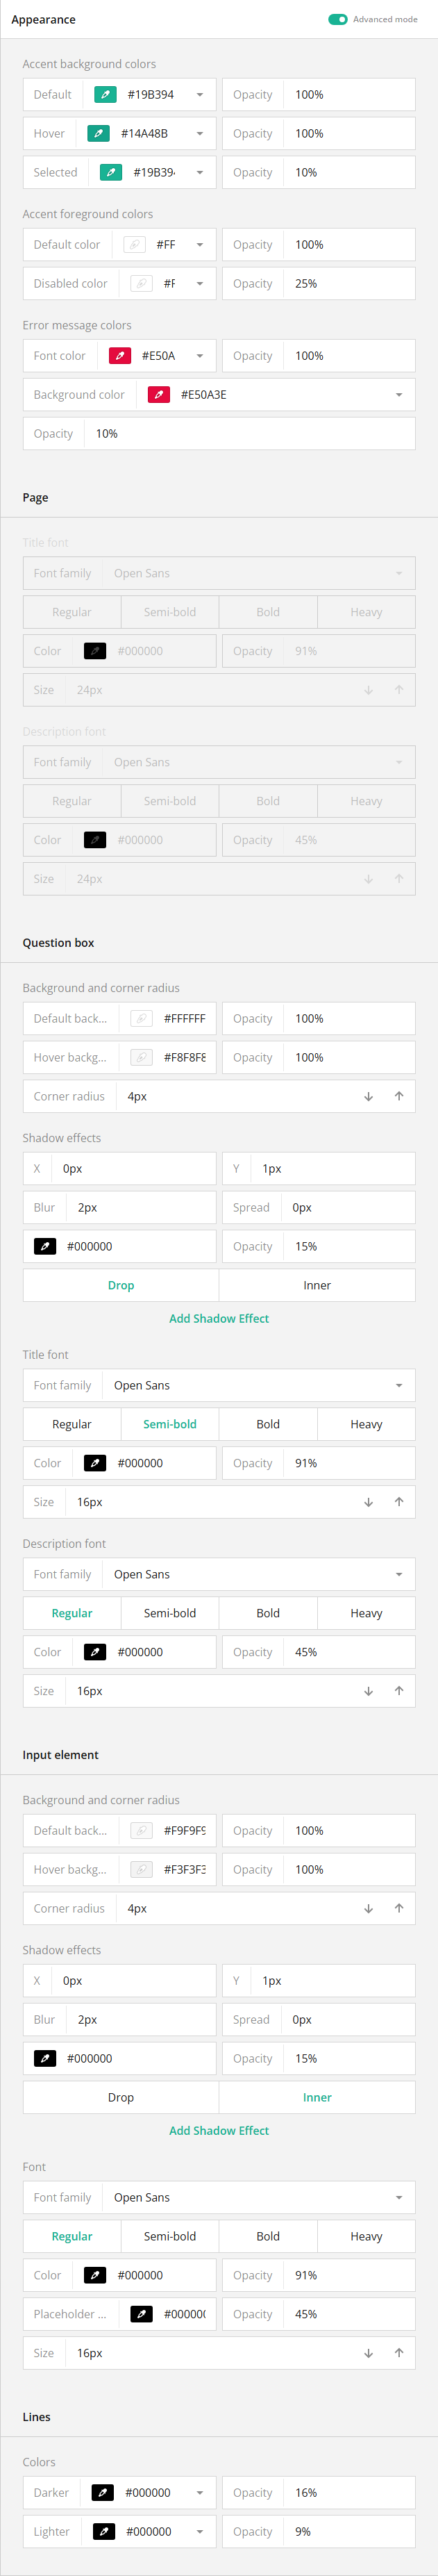 Appearance Advanced mode
Accent background colors
Default #19B394 Opacity 100%
Hover #14A48B Opacity 100%
Selected #19B39 Opacity 10%
Accent foreground colors
Default color #FF Opacity 100%
Disabled color #F Opacity 25%
Error message colors
Font color #E50A Opacity 100%
Background color #E50A3E
Opacity 10%
Page
Title font
Font family Open Sans
Regular Semi-bold Bold Heavy
Color #000000 Opacity 91%
Size 24px
Description font
Font family Open Sans
Regular Semi-bold Bold Heavy
Color #000000 Opacity 45%
Size 24px
Question box
Background and corner radius
Default back... #FFFFFF Opacity 100%
Hover backg... #F8F8F8 Opacity 100%
Corner radius 4px
Shadow effects
X 0px Y 1px
Blur 2px Spread 0px
#000000 Opacity 15%
Drop Inner
Add Shadow Effect
Title font
Font family Open Sans
Regular Semi-bold Bold Heavy
Color #000000 Opacity 91%
Size 16px
Description font
Font family Open Sans
Regular Semi-bold Bold Heavy
Color #000000 Opacity 45%
Size 16px
Input element
Background and corner radius
Default back... #F9F9F9 Opacity 100%
Hover backg... #F3F3F3 Opacity 100%
Corner radius 4px
Shadow effects
X 0px Y 1px
Blur 2px Spread 0px
#000000 Opacity 15%
Drop Inner
Add Shadow Effect
Font
Font family Open Sans
Regular Semi-bold Bold Heavy
Color #000000 Opacity 91%
Placeholder ... #000000 Opacity 45%
Size 16px
Lines
Colors
Darker #000000 Opacity 16%
Lighter #000000 Opacity 9%